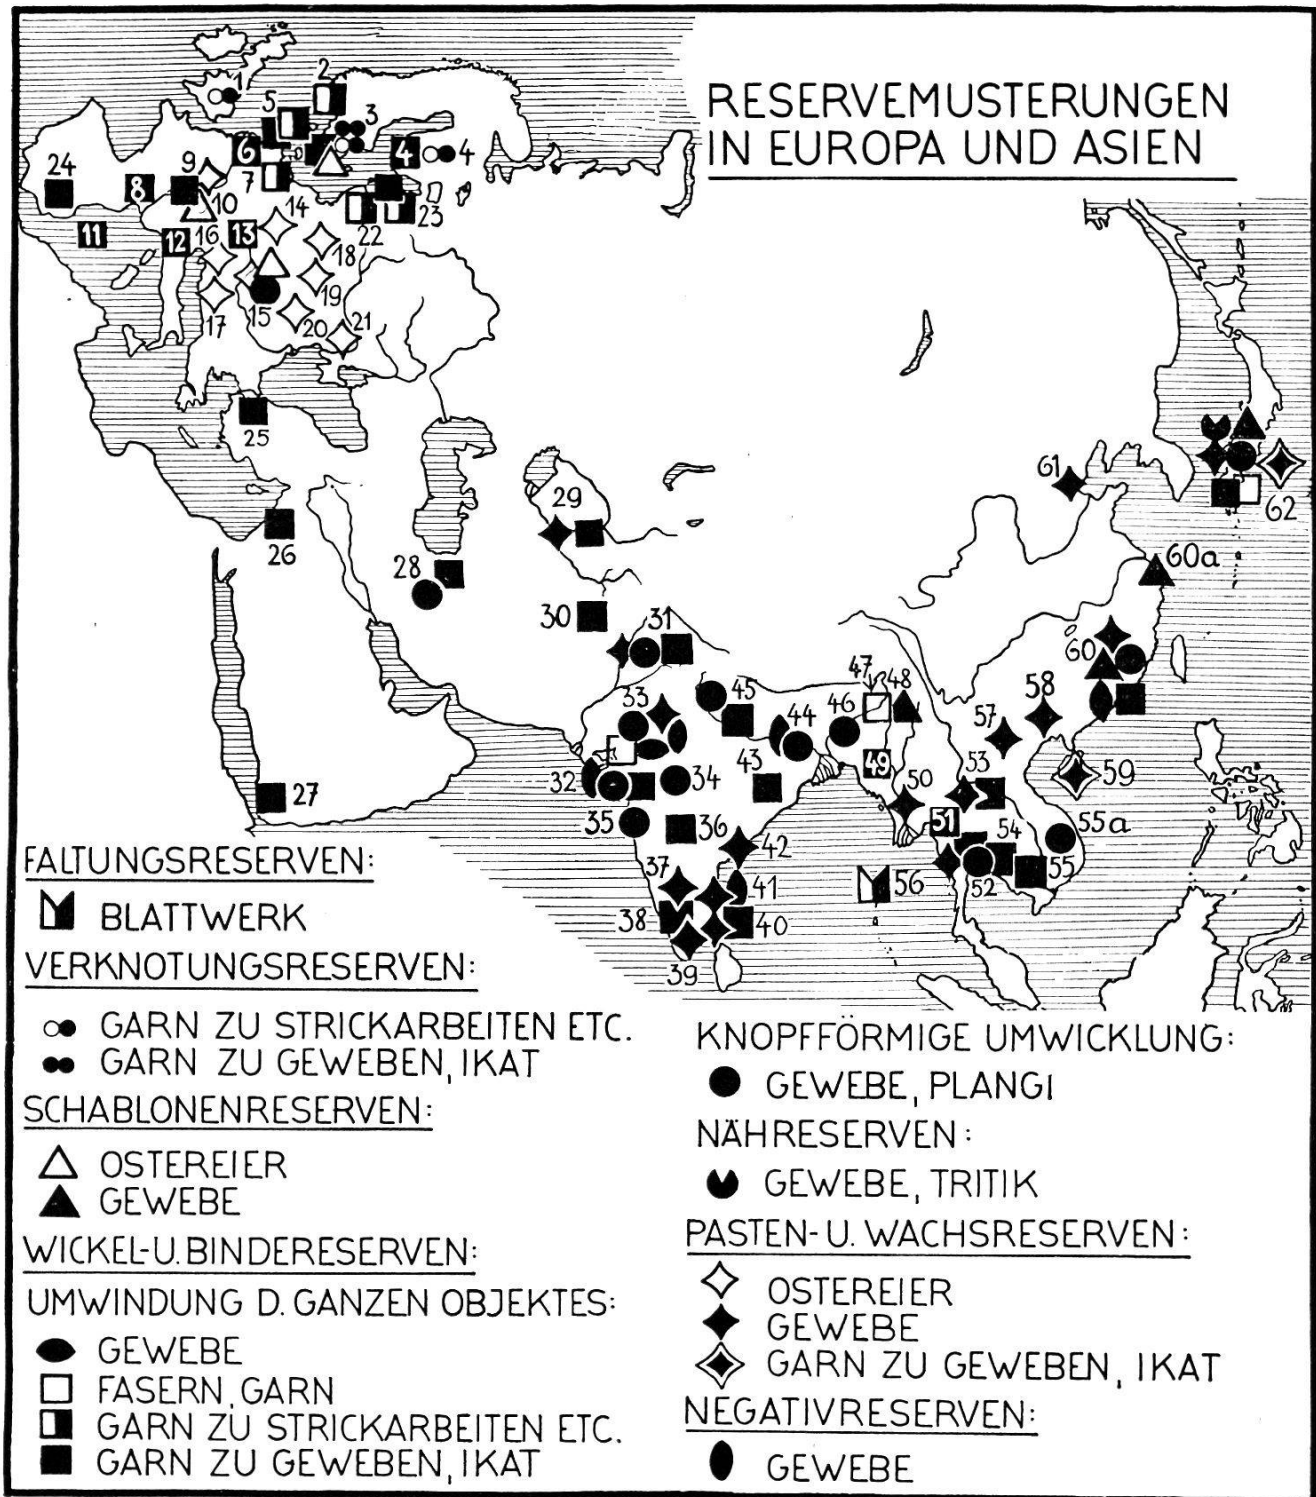 RESERVEMUSTERUNGEN
IN EUROPA UND ASIEN
1
2
3
5
6
4
4
7
24
8
9
10
14
22
23
11
12
16
13
18
17
15
19
20
21
25
26
29
28
30
31
61
62
60a
60
47
48
58
57
33
45
46
44
32
34
43
49
50
53
59
35
36
51
54
55a
42
37
41
56
52
55
38
40
39
27
FALTUNGSRESERVEN:
BLATTWERK
VERKNOTUNGSRESERVEN:
GARN ZU STRICKARBEITEN ETC.
GARN ZU GEWEBEN, IKAT
SCHABLONENRESERVEN:
OSTEREIER
GEWEBE
WICKEL-U. BINDERESERVEN:
UMWINDUNG D. GANZEN OBJEKTES:
GEWEBE
FASERN, GARN
GARN ZU STRICKARBEITEN ETC.
GARN ZU GEWEBEN, IKAT
KNOPFFÖRMIGE UMWICKLUNG:
GEWEBE, PLANGI
NÄHRESERVEN:
GEWEBE, TRITIK
PASTEN- U. WACHSRESERVEN:
OSTEREIER
GEWEBE
GARN ZU GEWEBEN, IKAT
NEGATIVRESERVEN:
GEWEBE